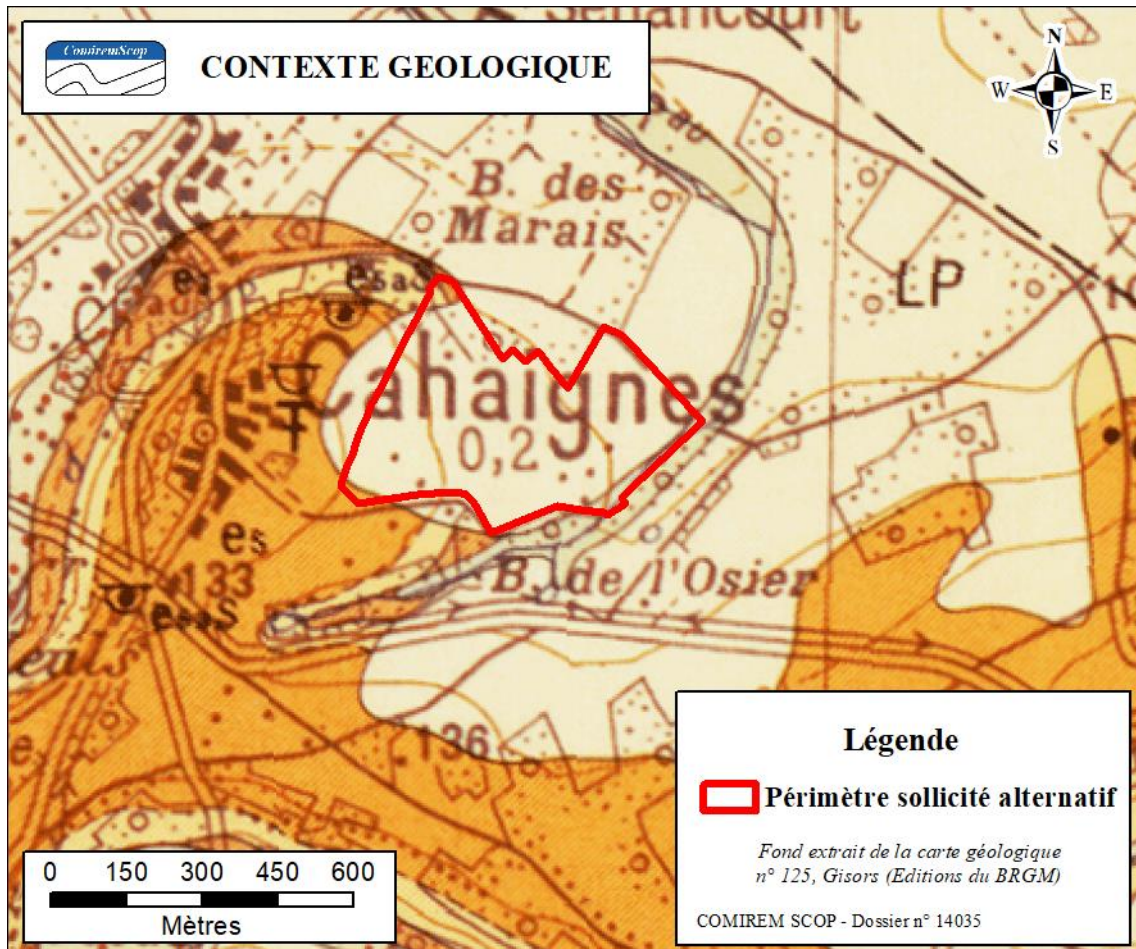 ComiremScop
CONTEXTE GEOLOGIQUE
N
W
E
S
B. des
Marais
esaS
LP
Cahaignes
0,2
es
133
B. de l'Osier
136
Légende
Périmètre sollicité alternatif
Fond extrait de la carte géologique
n° 125, Gisors (Editions du BRGM)
COMIREM SCOP - Dossier n° 14035
0 150 300 450 600
Mètres